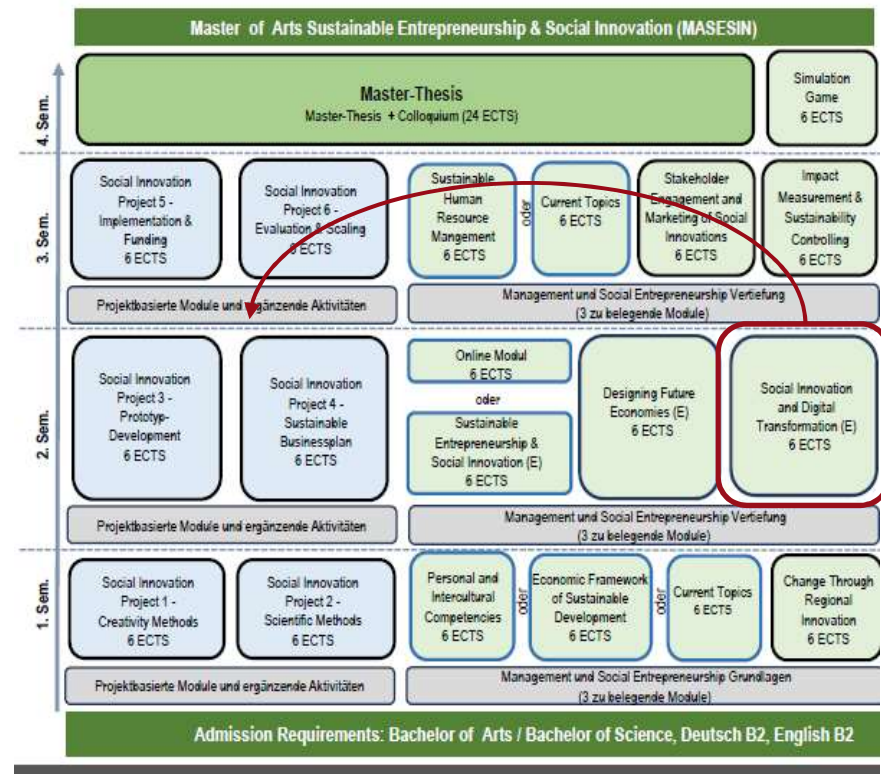 Master of Arts Sustainable Entrepreneurship & Social Innovation (MASESIN)
4. Sem.
Master-Thesis
Master-Thesis + Colloquium (24 ECTS)
Simulation
Game
6 ECTS
3. Sem.
Social Innovation
Project 5 -
Implementation &
Funding
6 ECTS
Social Innovation
Project 6 -
Evaluation & Scaling
6 ECTS
Sustainable
Human
Resource
Mangement
6 ECTS
oder
Current Topics
6 ECTS
Stakeholder
Engagement and
Marketing of Social
Innovations
6 ECTS
Impact
Measurement &
Sustainability
Controlling
6 ECTS
Projektbasierte Module und ergänzende Aktivitäten
Management und Social Entrepreneurship Vertiefung
(3 zu belegende Module)
2. Sem.
Social Innovation
Project 3 -
Prototyp-
Development
6 ECTS
Social Innovation
Project 4 -
Sustainable
Businessplan
6 ECTS
Online Modul
6 ECTS
oder
Sustainable
Entrepreneurship &
Social Innovation (E)
6 ECTS
Designing Future
Economies (E)
6 ECTS
Social Innovation
and Digital
Transformation (E)
6 ECTS
Projektbasierte Module und ergänzende Aktivitäten
Management und Social Entrepreneurship Vertiefung
(3 zu belegende Module)
1. Sem.
Social Innovation
Project 1 -
Creativity Methods
6 ECTS
Social Innovation
Project 2 -
Scientific Methods
6 ECTS
Personal and
Intercultural
Competencies
6 ECTS
oder
Economic Framework
of Sustainable
Development
6 ECTS
oder
Current Topics
6 ECTS
Change Through
Regional
Innovation
6 ECTS
Projektbasierte Module und ergänzende Aktivitäten
Management und Social Entrepreneurship Grundlagen
(3 zu belegende Module)
Admission Requirements: Bachelor of Arts / Bachelor of Science, Deutsch B2, English B2